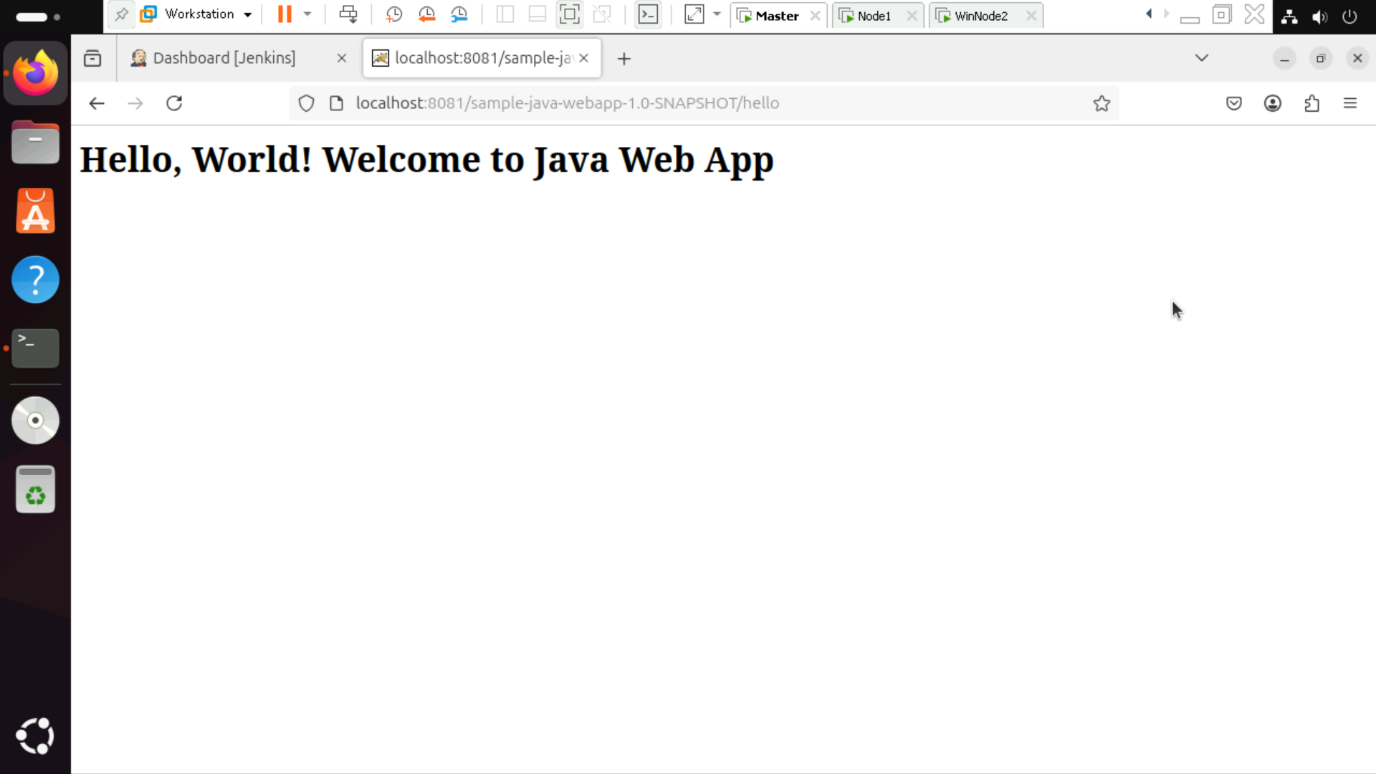 Workstation
Master
Node1
WinNode2
Dashboard [Jenkins]
localhost:8081/sample-ja
localhost:8081/sample-java-webapp-1.0-SNAPSHOT/hello
Hello, World! Welcome to Java Web App